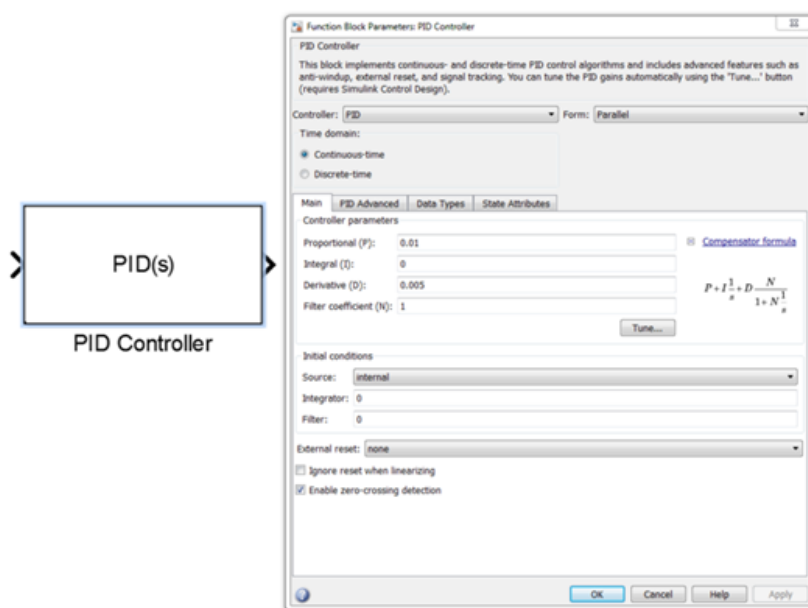 PID(s)
PID Controller
Function Block Parameters: PID Controller
PID Controller
This block implements continuous- and discrete-time PID control algorithms and includes advanced features such as
anti-windup, external reset, and signal tracking. You can tune the PID gains automatically using the 'Tune...' button
(requires Simulink Control Design).
Controller: PID Form: Parallel
Time domain:
Continuous-time
Discrete-time
Main PID Advanced Data Types State Attributes
Controller parameters
Proportional (P): 0.01 Compensator formula
Integral (I): 0
Derivative (D): 0.005
P + I 1/s + D N/(1 + N 1/s)
Filter coefficient (N): 1
Tune...
Initial conditions
Source: internal
Integrator: 0
Filter: 0
External reset: none
Ignore reset when linearizing
Enable zero-crossing detection
OK Cancel Help Apply